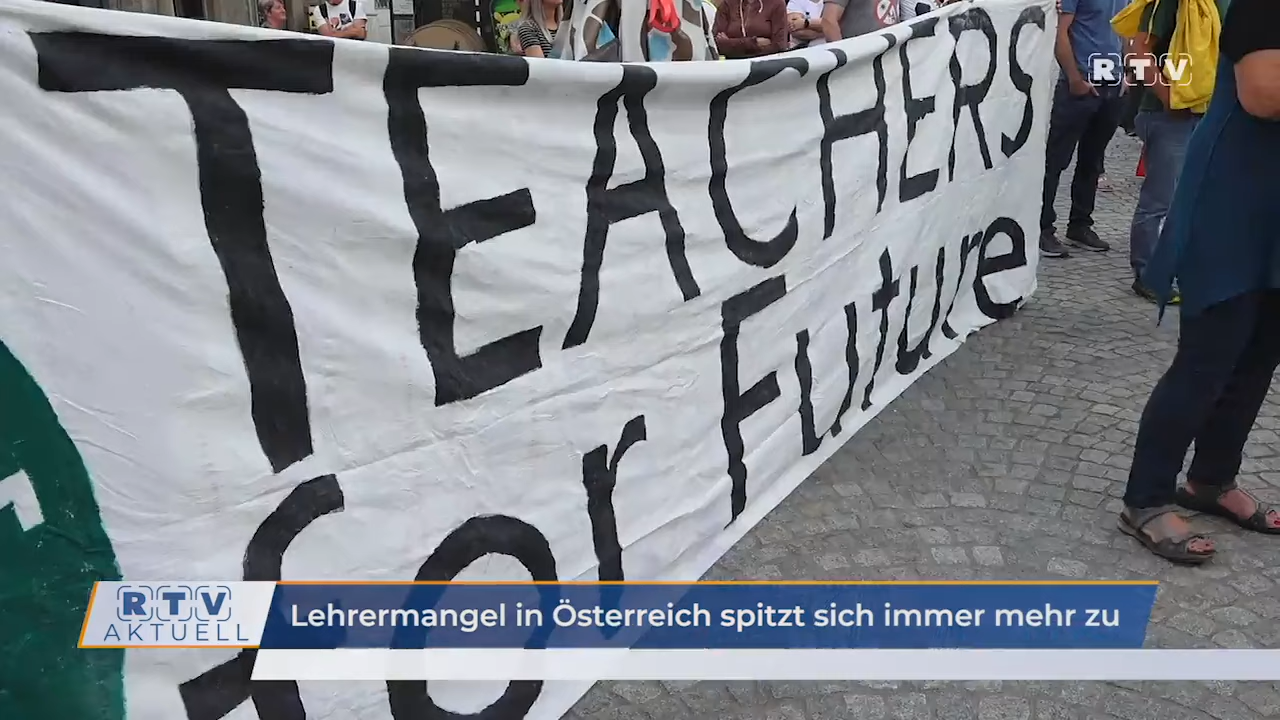 TEACHERS
for Future
RTV
RTV
AKTUELL
Lehrermangel in Österreich spitzt sich immer mehr zu